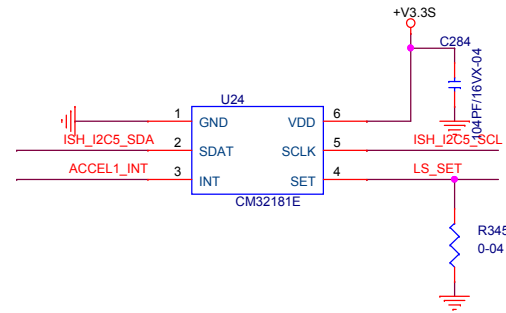 +V3.3S
C284
104PF/16VX-04
U24
1 GND VDD 6
ISH_I2C5_SDA 2 SDAT SCLK 5 ISH_I2C5_SCL
ACCEL1_INT 3 INT SET 4 LS_SET
CM32181E
R345
0-04